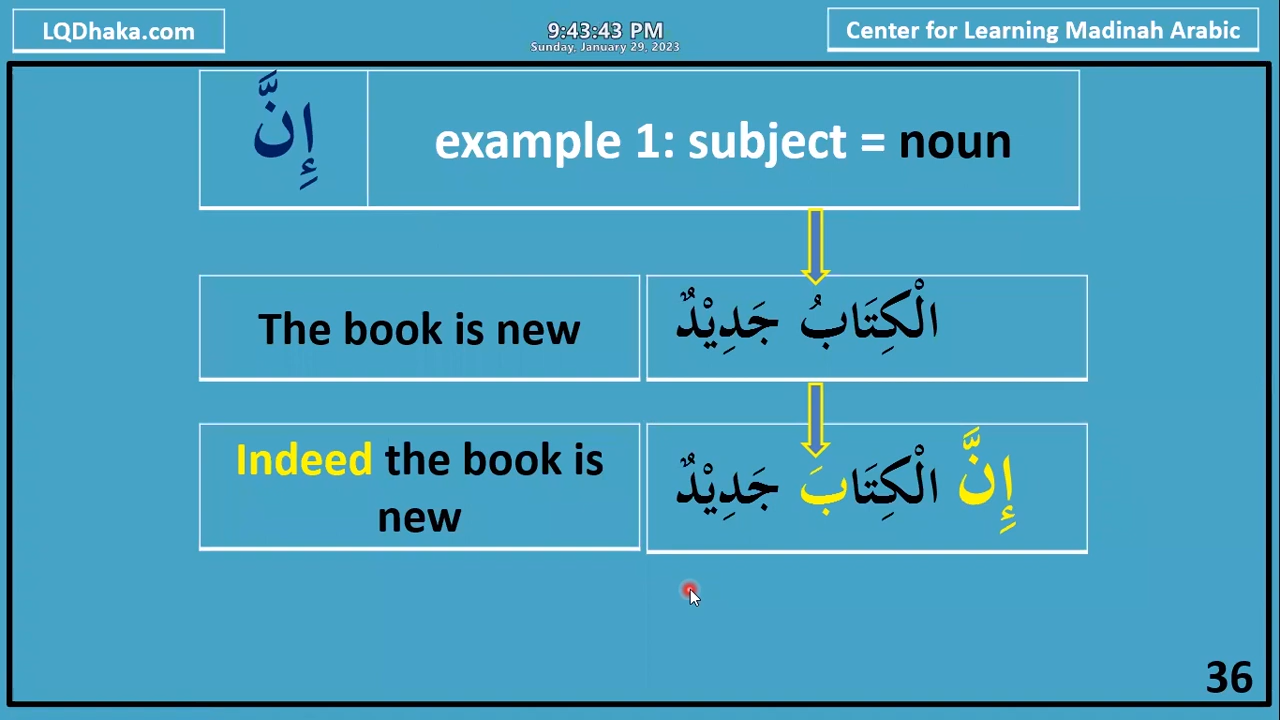 LQDhaka.com
9:43:43 PM
Sunday, January 29, 2023
Center for Learning Madinah Arabic
إِنَّ
example 1: subject = noun
The book is new
الْكِتَابُ جَدِيْدٌ
Indeed the book is
new
إِنَّ الْكِتَابَ جَدِيْدٌ
36